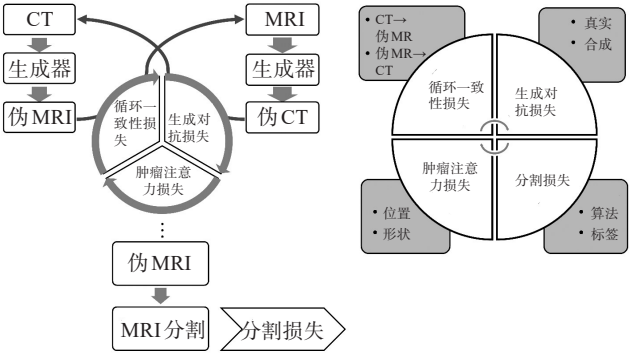 CT
生成器
伪MRI
MRI
生成器
伪CT
循环一
致性损
失
生成对
抗损失
肿瘤注意
力损失
⋮
伪MRI
MRI分割
分割损失
• CT→
伪MR
• 伪MR→
CT
• 真实
• 合成
循环一致
性损失
生成对
抗损失
肿瘤注意
力损失
分割损失
• 位置
• 形状
• 算法
• 标签